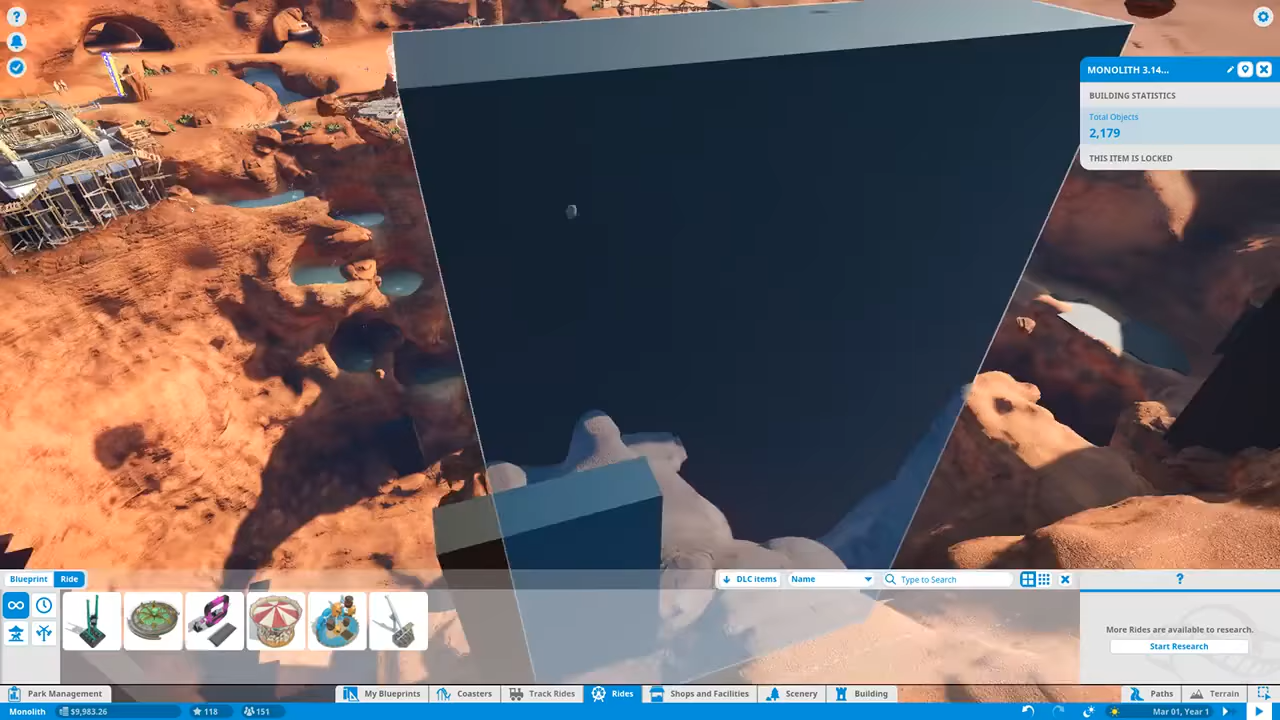 ?
MONOLITH 3.14...
BUILDING STATISTICS
Total Objects
2,179
THIS ITEM IS LOCKED
Blueprint
Ride
DLC items
Name
Type to Search
?
More Rides are available to research.
Start Research
Park Management
My Blueprints
Coasters
Track Rides
Rides
Shops and Facilities
Scenery
Building
Paths
Terrain
Monolith
$9,983.26
118
151
Mar 01, Year 1